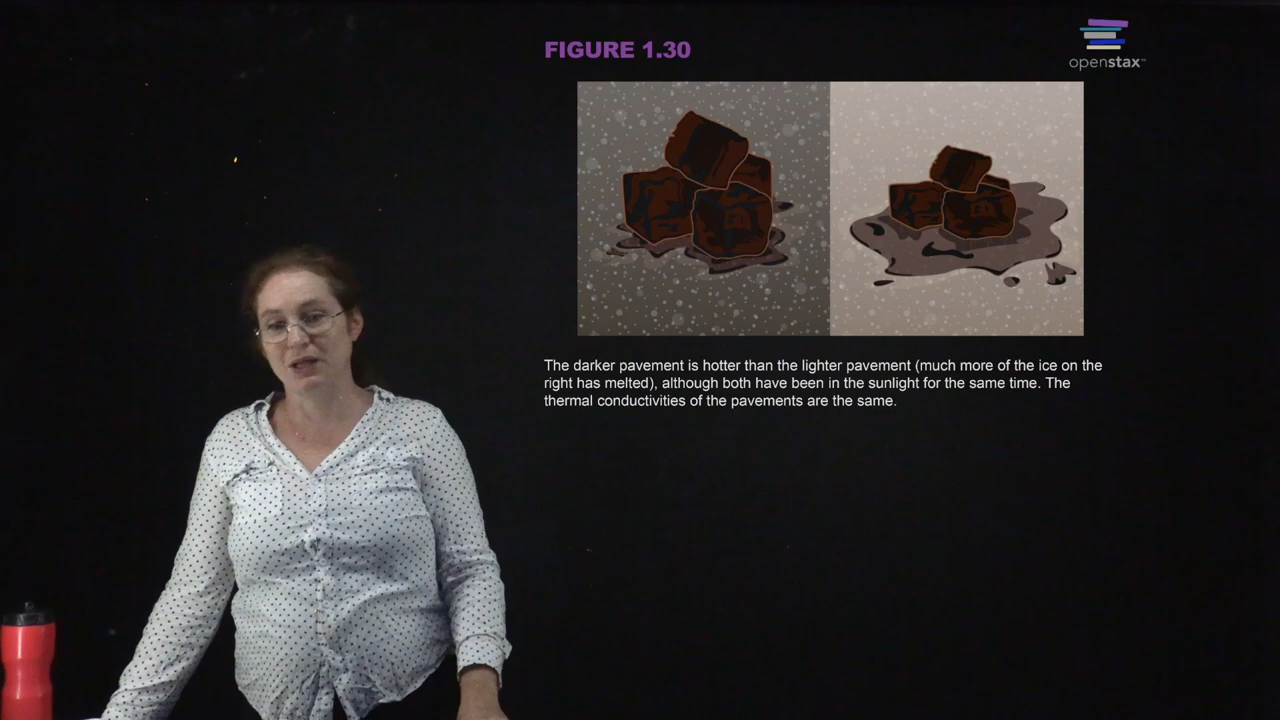 FIGURE 1.30
openstax™
The darker pavement is hotter than the lighter pavement (much more of the ice on the
right has melted), although both have been in the sunlight for the same time. The
thermal conductivities of the pavements are the same.